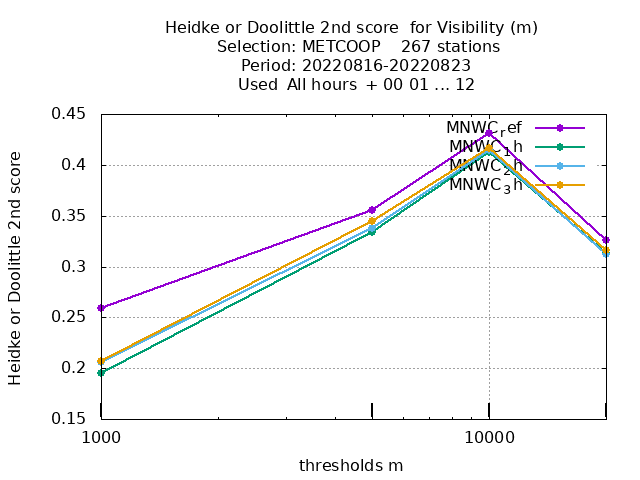 Heidke or Doolittle 2nd score  for Visibility (m)
Selection: METCOOP    267 stations
Period: 20220816-20220823
Used  All hours  + 00 01 ... 12
0.45
0.4
0.35
0.3
0.25
0.2
0.15
Heidke or Doolittle 2nd score
MNWC_ref
MNWC_1h
MNWC_2h
MNWC_3h
1000
10000
thresholds m